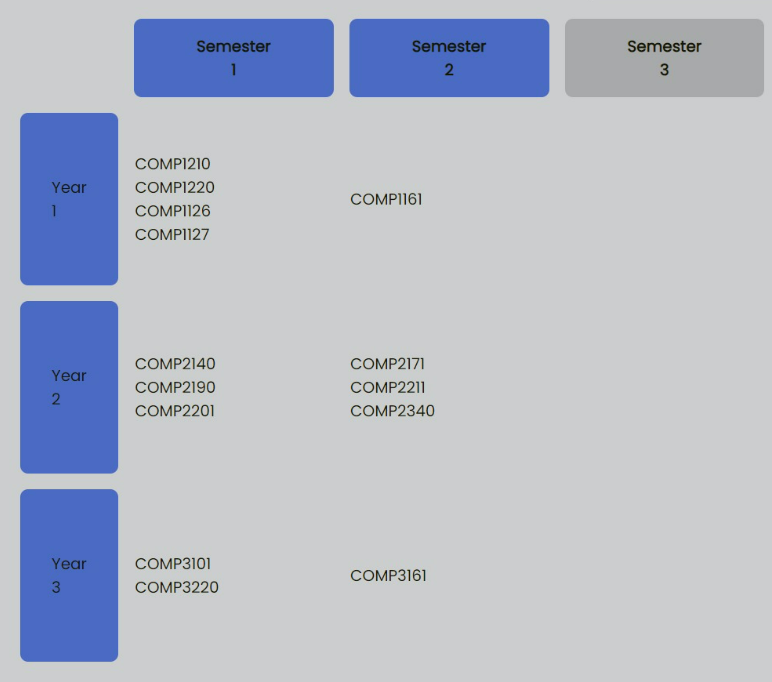 Semester
1
Semester
2
Semester
3
Year
1
COMP1210
COMP1220
COMP1126
COMP1127
COMP1161
Year
2
COMP2140
COMP2190
COMP2201
COMP2171
COMP2211
COMP2340
Year
3
COMP3101
COMP3220
COMP3161